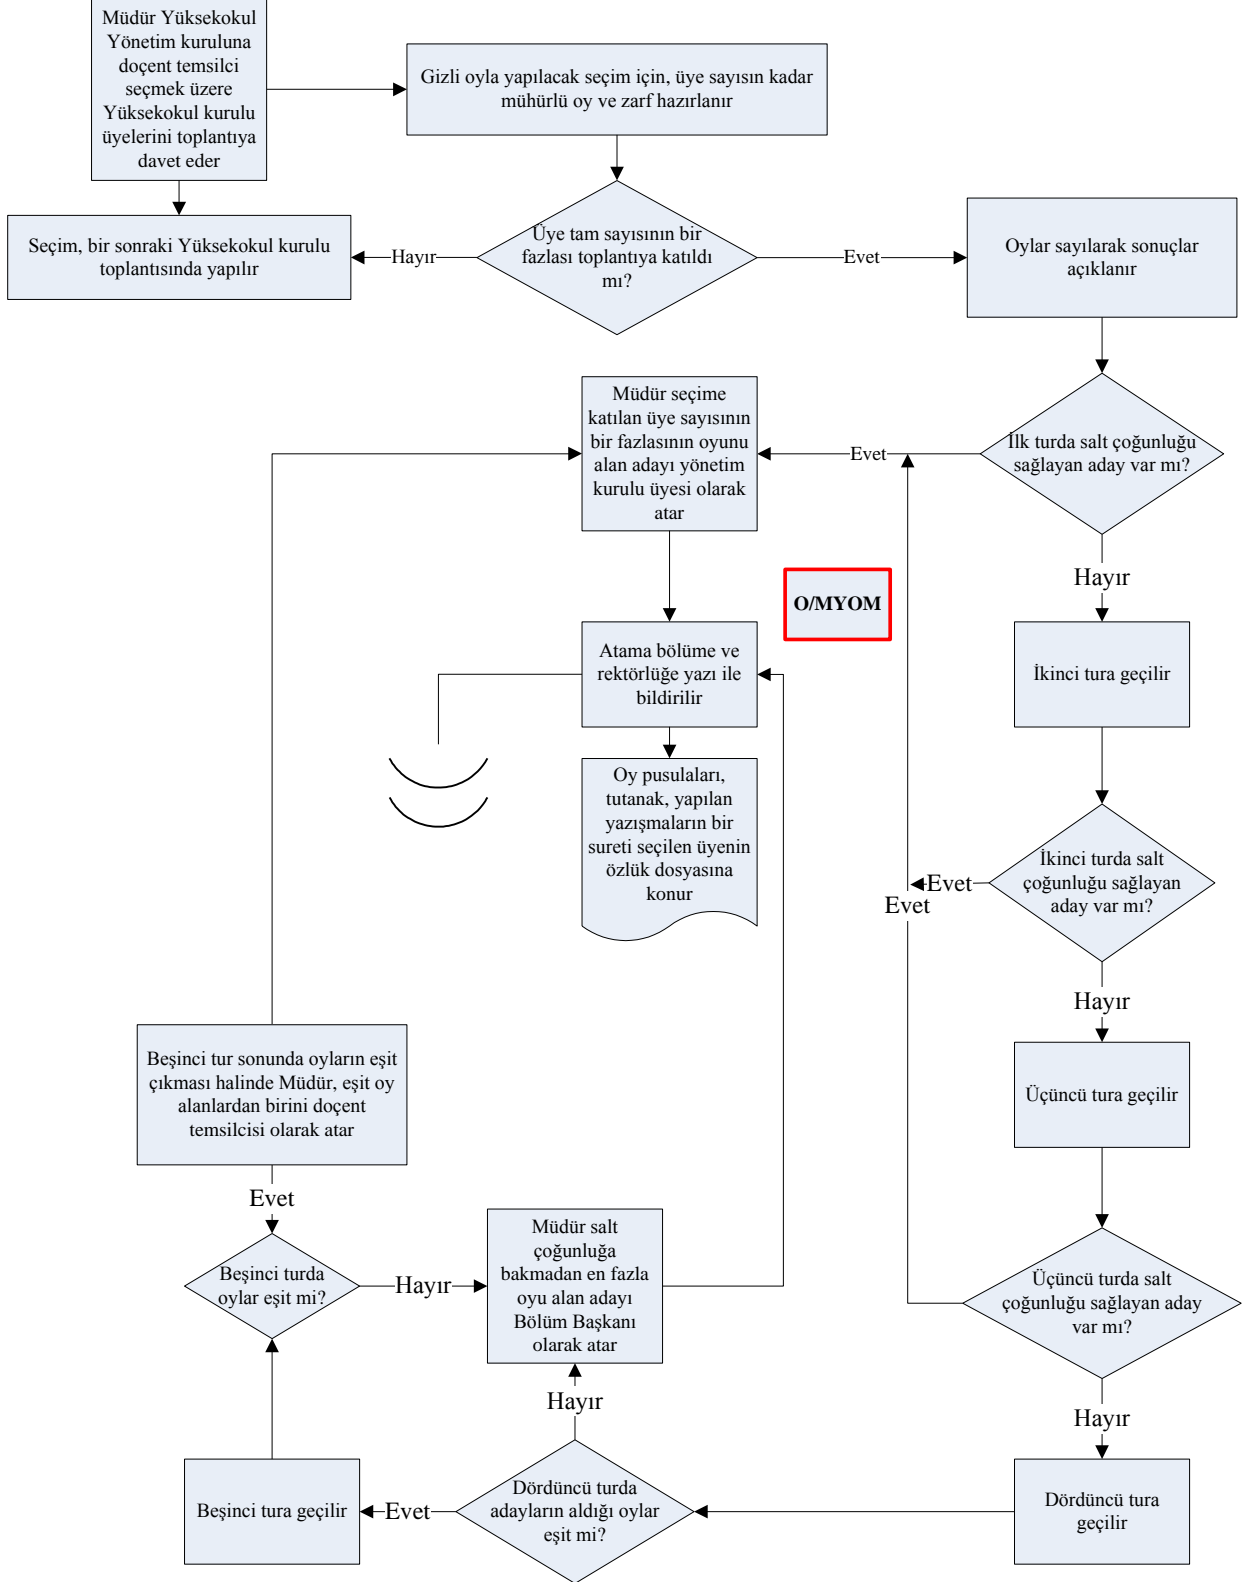 Müdür Yüksekokul
Yönetim kuruluna
doçent temsilci
seçmek üzere
Yüksekokul kurulu
üyelerini toplantıya
davet eder
Gizli oyla yapılacak seçim için, üye sayısın kadar
mühürlü oy ve zarf hazırlanır
Seçim, bir sonraki Yüksekokul kurulu
toplantısında yapılır
Hayır
Üye tam sayısının bir
fazlası toplantıya katıldı
mı?
Evet
Oylar sayılarak sonuçlar
açıklanır
Müdür seçime
katılan üye sayısının
bir fazlasının oyunu
alan adayı yönetim
kurulu üyesi olarak
atar
Evet
İlk turda salt çoğunluğu
sağlayan aday var mı?
Hayır
O/MYOM
Atama bölüme ve
rektörlüğe yazı ile
bildirilir
İkinci tura geçilir
Oy pusulaları,
tutanak, yapılan
yazışmaların bir
sureti seçilen üyenin
özlük dosyasına
konur
Evet
Evet
İkinci turda salt
çoğunluğu sağlayan
aday var mı?
Hayır
Beşinci tur sonunda oyların eşit
çıkması halinde Müdür, eşit oy
alanlardan birini doçent
temsilcisi olarak atar
Üçüncü tura geçilir
Evet
Beşinci turda
oylar eşit mi?
Hayır
Müdür salt
çoğunluğa
bakmadan en fazla
oyu alan adayı
Bölüm Başkanı
olarak atar
Üçüncü turda salt
çoğunluğu sağlayan aday
var mı?
Hayır
Hayır
Beşinci tura geçilir
Evet
Dördüncü turda
adayların aldığı oylar
eşit mi?
Dördüncü tura
geçilir